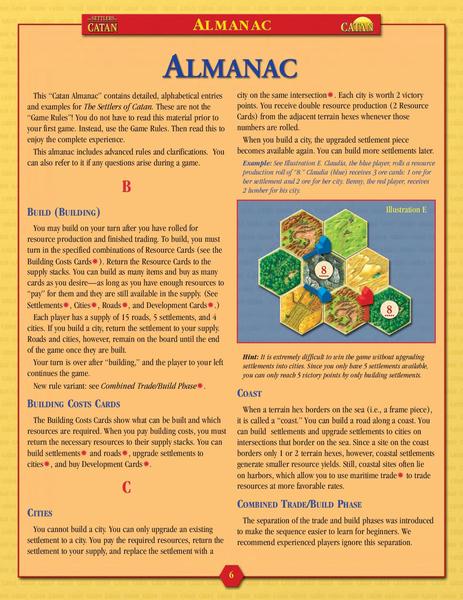 THE SETTLERS OF
CATAN
ALMANAC
CATAN
ALMANAC
This "Catan Almanac" contains detailed, alphabetical entries
and examples for The Settlers of Catan. These are not the
"Game Rules"! You do not have to read this material prior to
your first game. Instead, use the Game Rules. Then read this to
enjoy the complete experience.
This almanac includes advanced rules and clarifications. You
can also refer to it if any questions arise during a game.
B
BUILD (BUILDING)
You may build on your turn after you have rolled for
resource production and finished trading. To build, you must
turn in the specified combinations of Resource Cards (see the
Building Costs Cards*). Return the Resource Cards to the
supply stacks. You can build as many items and buy as many
cards as you desire—as long as you have enough resources to
"pay" for them and they are still available in the supply. (See
Settlements*, Cities*, Roads*, and Development Cards*.)
Each player has a supply of 15 roads, 5 settlements, and 4
cities. If you build a city, return the settlement to your supply.
Roads and cities, however, remain on the board until the end
of the game once they are built.
Your turn is over after "building," and the player to your left
continues the game.
New rule variant: see Combined Trade/Build Phase*.
BUILDING COSTS CARDS
The Building Costs Cards show what can be built and which
resources are required. When you pay building costs, you must
return the necessary resources to their supply stacks. You can
build settlements* and roads*, upgrade settlements to
cities*, and buy Development Cards*.
C
CITIES
You cannot build a city. You can only upgrade an existing
settlement to a city. You pay the required resources, return the
settlement to your supply, and replace the settlement with a
city on the same intersection*. Each city is worth 2 victory
points. You receive double resource production (2 Resource
Cards) from the adjacent terrain hexes whenever those
numbers are rolled.
When you build a city, the upgraded settlement piece
becomes available again. You can build more settlements later.
Example: See Illustration E. Claudia, the blue player, rolls a resource
production roll of "8." Claudia (blue) receives 3 ore cards: 1 ore for
her settlement and 2 ore for her city. Benny, the red player, receives
2 lumber for his city.
Illustration E
8
8
Hint: It is extremely difficult to win the game without upgrading
settlements into cities. Since you only have 5 settlements available,
you can only reach 5 victory points by only building settlements.
COAST
When a terrain hex borders on the sea (i.e., a frame piece),
it is called a "coast." You can build a road along a coast. You
can build settlements and upgrade settlements to cities on
intersections that border on the sea. Since a site on the coast
borders only 1 or 2 terrain hexes, however, coastal settlements
generate smaller resource yields. Still, coastal sites often lie
on harbors, which allow you to use maritime trade* to trade
resources at more favorable rates.
COMBINED TRADE/BUILD PHASE
The separation of the trade and build phases was introduced
to make the sequence easier to learn for beginners. We
recommend experienced players ignore this separation.
6